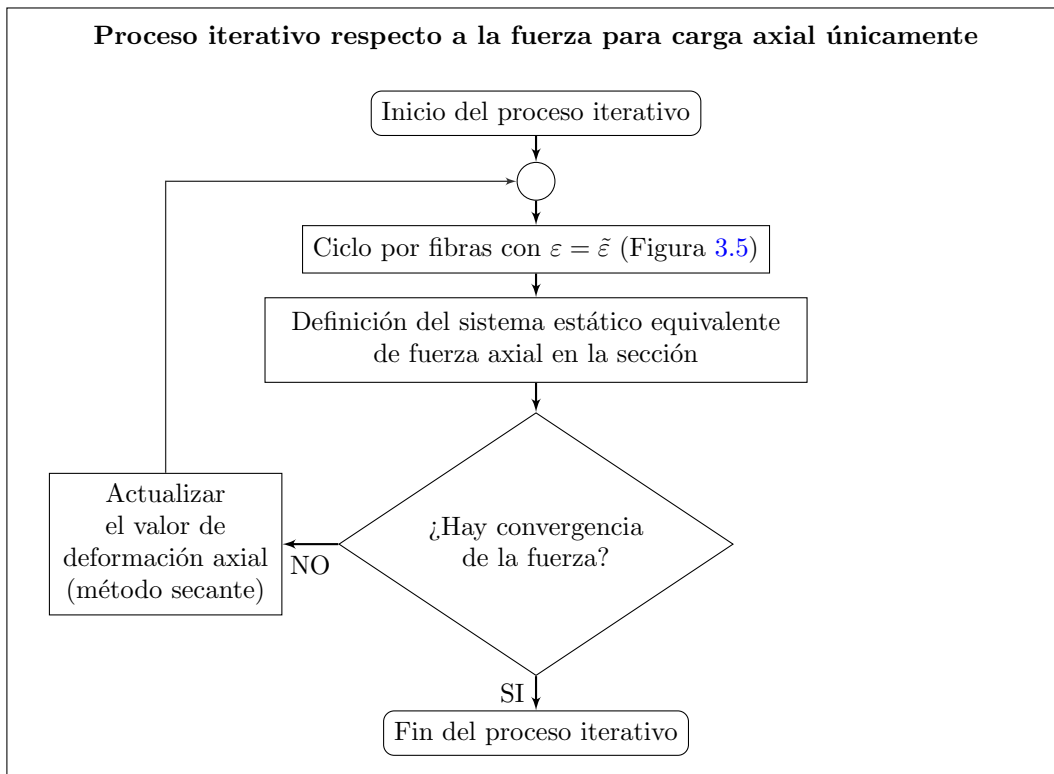 Proceso iterativo respecto a la fuerza para carga axial únicamente
Inicio del proceso iterativo
Ciclo por fibras con ε = ε̃ (Figura 3.5)
Definición del sistema estático equivalente
de fuerza axial en la sección
¿Hay convergencia
de la fuerza?
NO
Actualizar
el valor de
deformación axial
(método secante)
SI
Fin del proceso iterativo